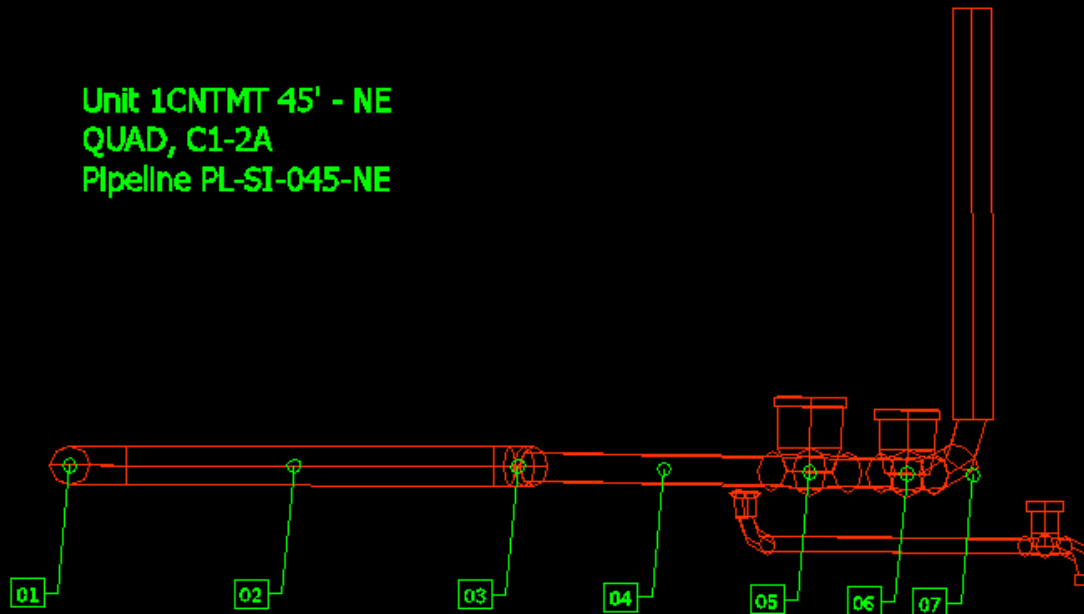 Unit 1CNTMT 45' - NE
QUAD, C1-2A
Pipeline PL-SI-045-NE
01 02 03 04 05 06 07